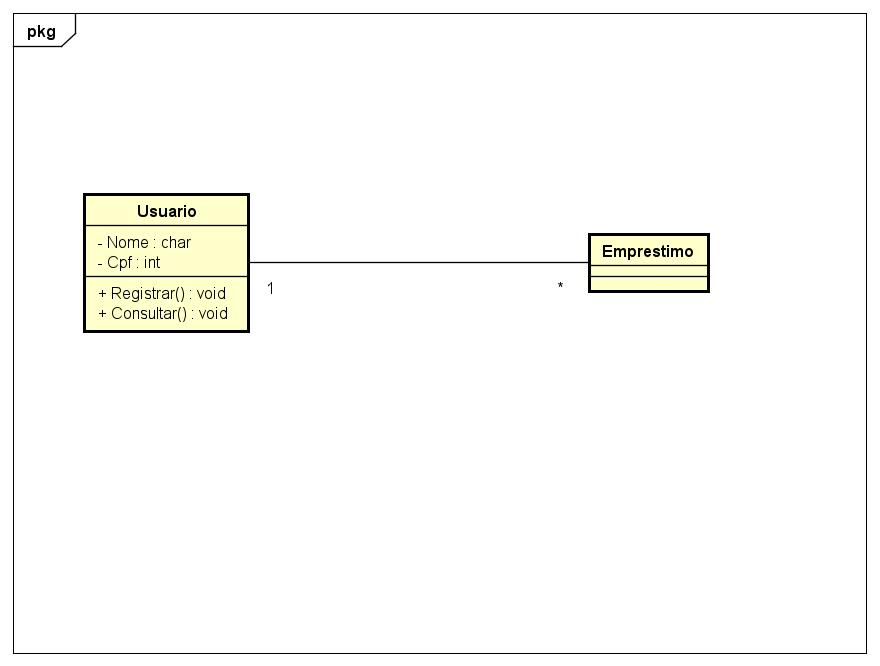 pkg
Usuario
- Nome : char
- Cpf : int
+ Registrar() : void
+ Consultar() : void
1
*
Emprestimo